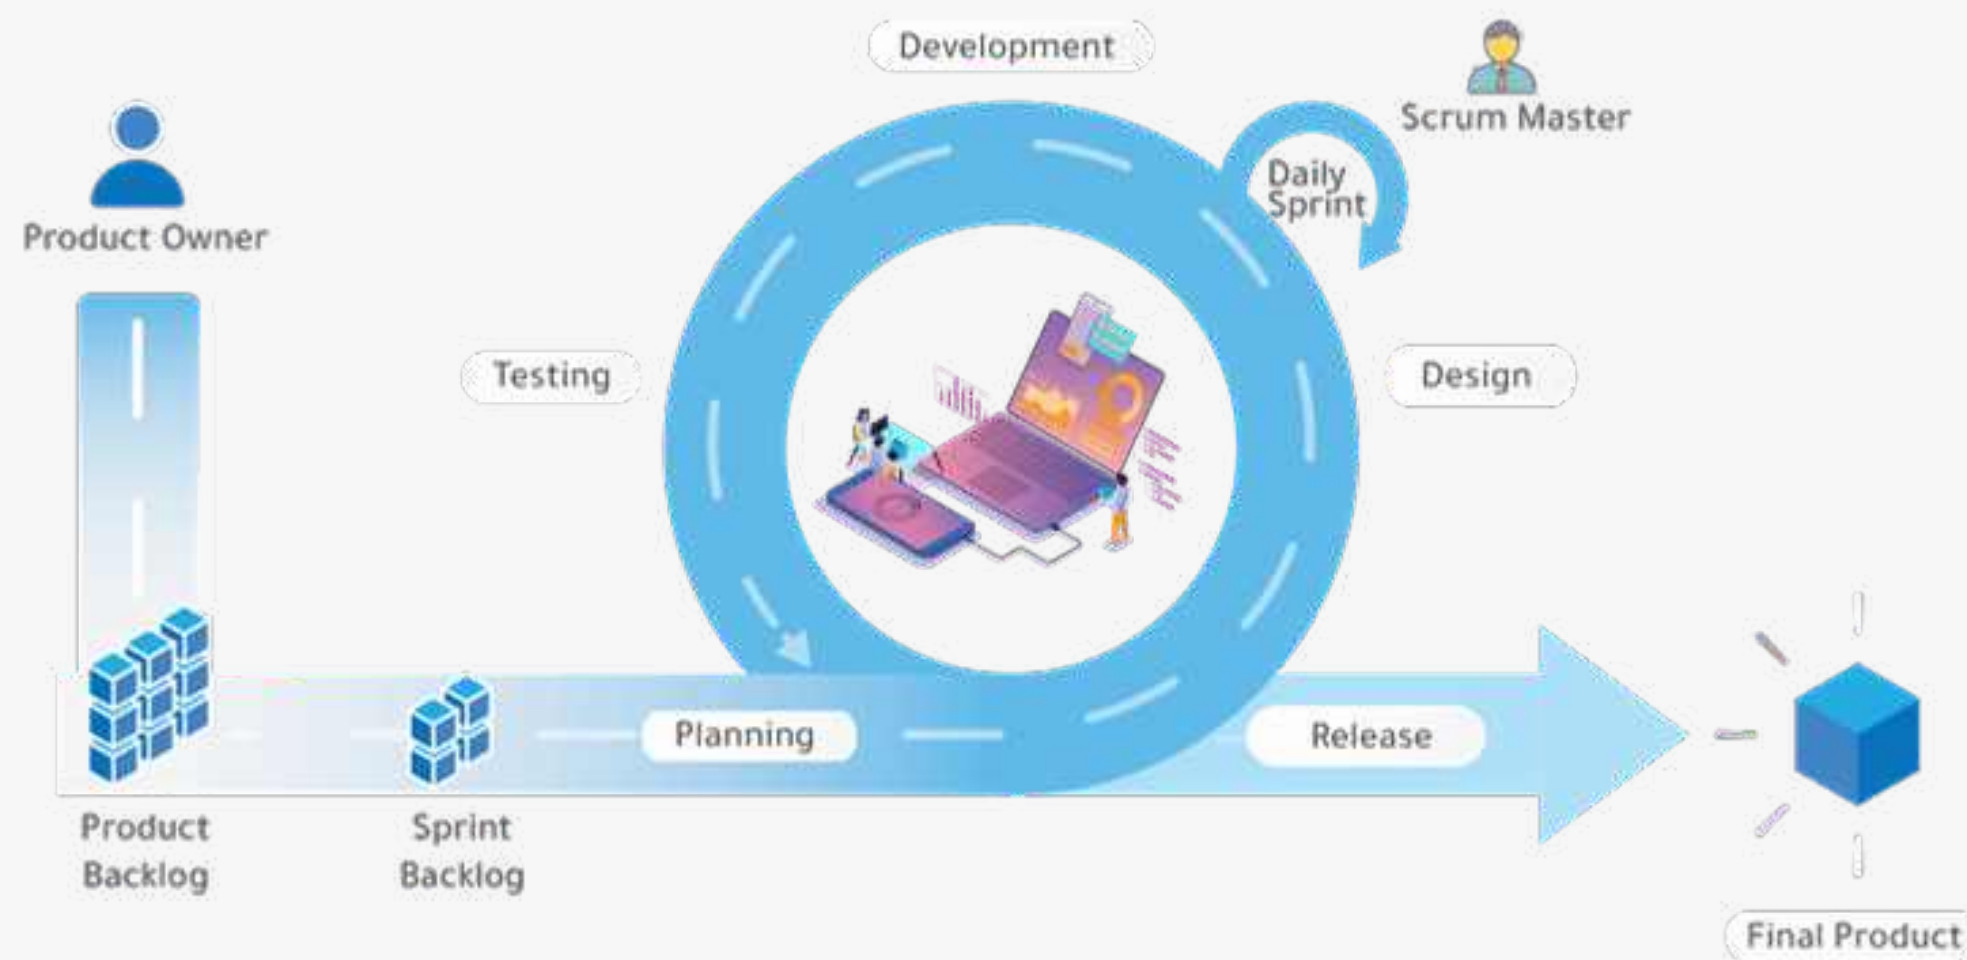 Development
Scrum Master
Daily
Sprint
Product Owner
Testing
Design
Planning
Release
Product
Backlog
Sprint
Backlog
Final Product